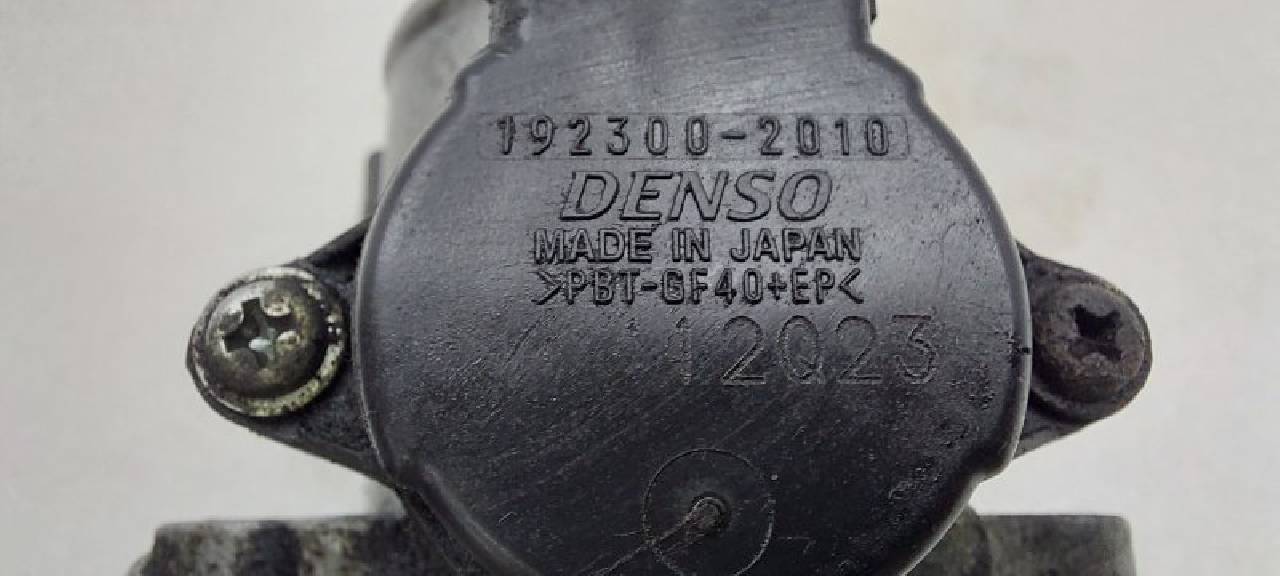 192300-2010
DENSO
MADE IN JAPAN
>PBT-GF40+EP<
12Q23